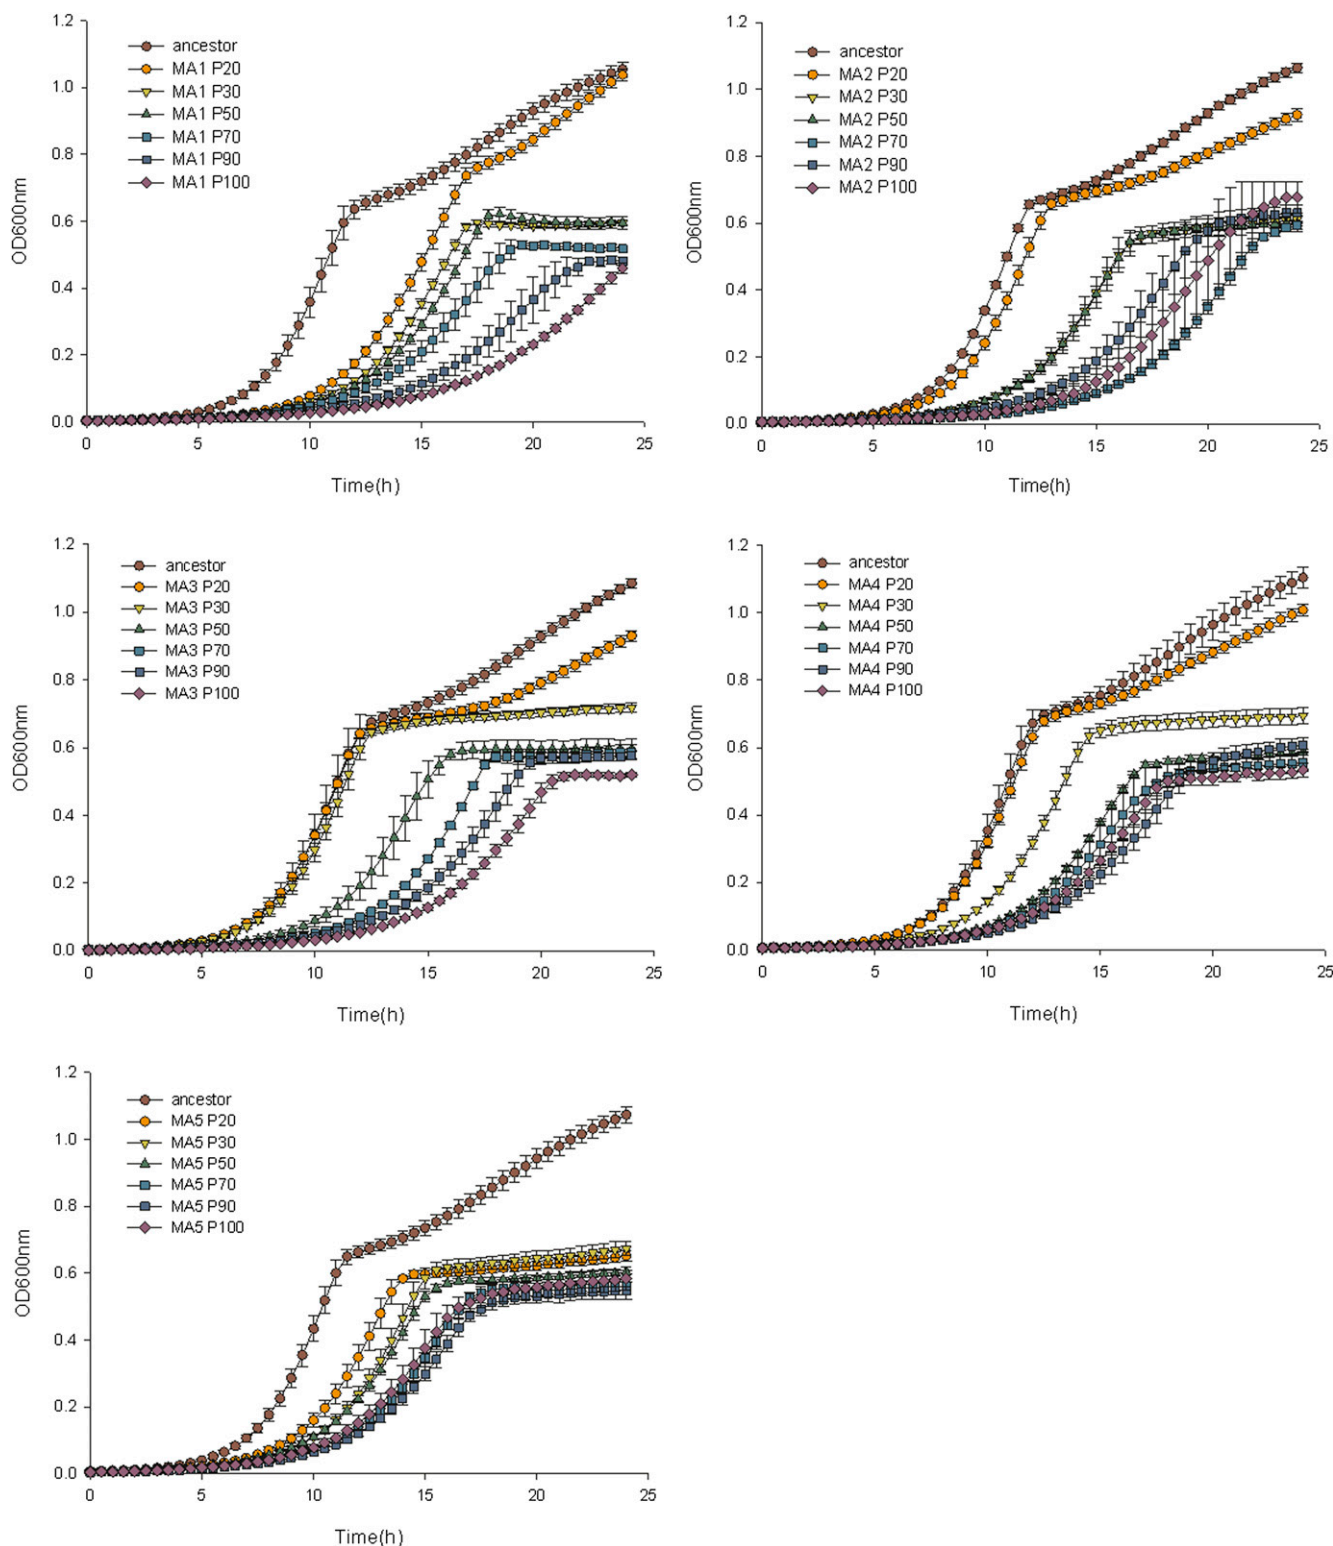 1.2
1.0
0.8
0.6
0.4
0.2
0.0
OD600nm
ancestor
MA1 P20
MA1 P30
MA1 P50
MA1 P70
MA1 P90
MA1 P100
0 5 10 15 20 25
Time(h)
1.2
1.0
0.8
0.6
0.4
0.2
0.0
OD600nm
ancestor
MA2 P20
MA2 P30
MA2 P50
MA2 P70
MA2 P90
MA2 P100
0 5 10 15 20 25
Time(h)
1.2
1.0
0.8
0.6
0.4
0.2
0.0
OD600nm
ancestor
MA3 P20
MA3 P30
MA3 P50
MA3 P70
MA3 P90
MA3 P100
0 5 10 15 20 25
Time(h)
1.2
1.0
0.8
0.6
0.4
0.2
0.0
OD600nm
ancestor
MA4 P20
MA4 P30
MA4 P50
MA4 P70
MA4 P90
MA4 P100
0 5 10 15 20 25
Time(h)
1.2
1.0
0.8
0.6
0.4
0.2
0.0
OD600nm
ancestor
MA5 P20
MA5 P30
MA5 P50
MA5 P70
MA5 P90
MA5 P100
0 5 10 15 20 25
Time(h)